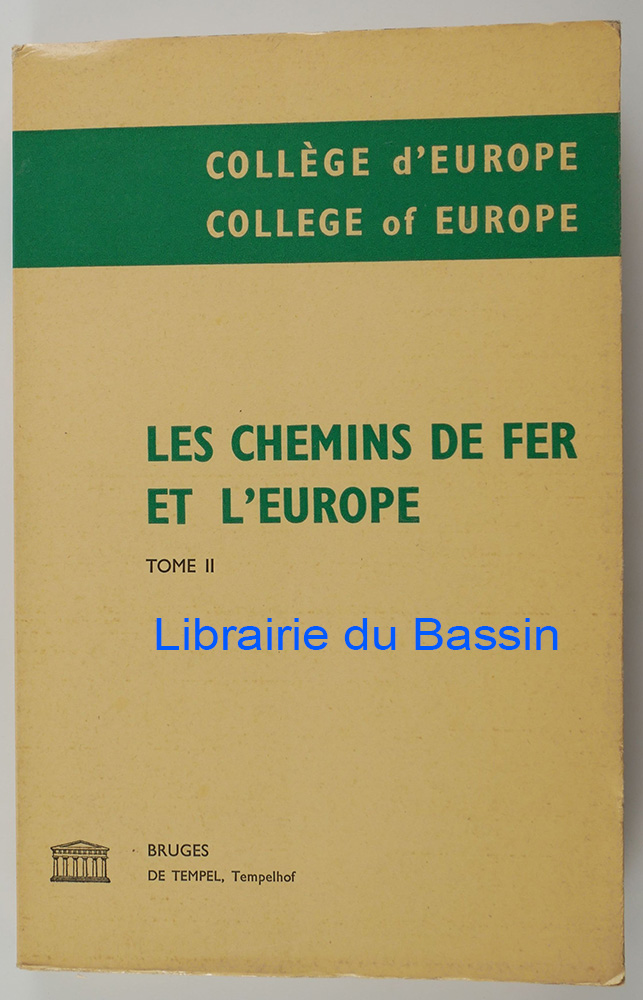 COLLÈGE d'EUROPE
COLLEGE of EUROPE
LES CHEMINS DE FER
ET L'EUROPE
TOME II
Librairie du Bassin
BRUGES
DE TEMPEL, Tempelhof